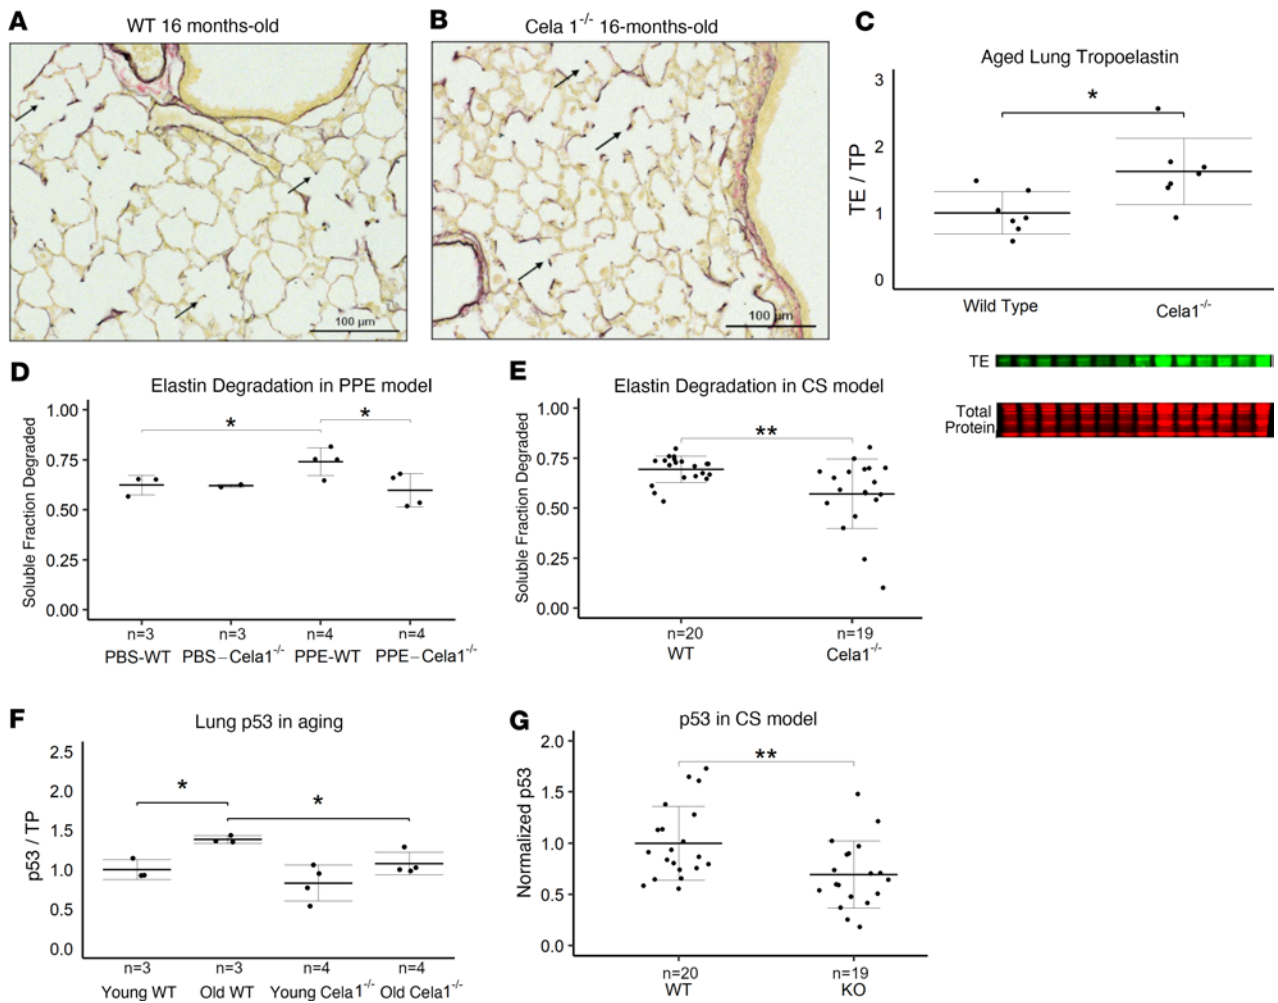 A
WT 16 months-old
100 µm
B
Cela 1-/- 16-months-old
100 µm
C
Aged Lung Tropoelastin
3
2
1
0
TE / TP
*
Wild Type
Cela1-/-
TE
Total
Protein
D
Elastin Degradation in PPE model
1.00
0.75
0.50
0.25
0.00
Soluble Fraction Degraded
*
*
n=3 n=3 n=4 n=4
PBS-WT PBS–Cela1-/- PPE-WT PPE–Cela1-/-
E
Elastin Degradation in CS model
1.00
0.75
0.50
0.25
0.00
Soluble Fraction Degraded
**
n=20 n=19
WT Cela1-/-
F
Lung p53 in aging
2.5
2.0
1.5
1.0
0.5
0.0
p53 / TP
*
*
n=3 n=3 n=4 n=4
Young WT Old WT Young Cela1-/- Old Cela1-/-
G
p53 in CS model
2.0
1.5
1.0
0.5
0.0
Normalized p53
**
n=20 n=19
WT KO